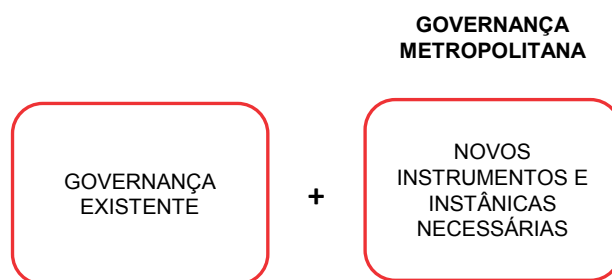 GOVERNANÇA
METROPOLITANA
GOVERNANÇA
EXISTENTE
+
NOVOS
INSTRUMENTOS E
INSTÂNICAS
NECESSÁRIAS